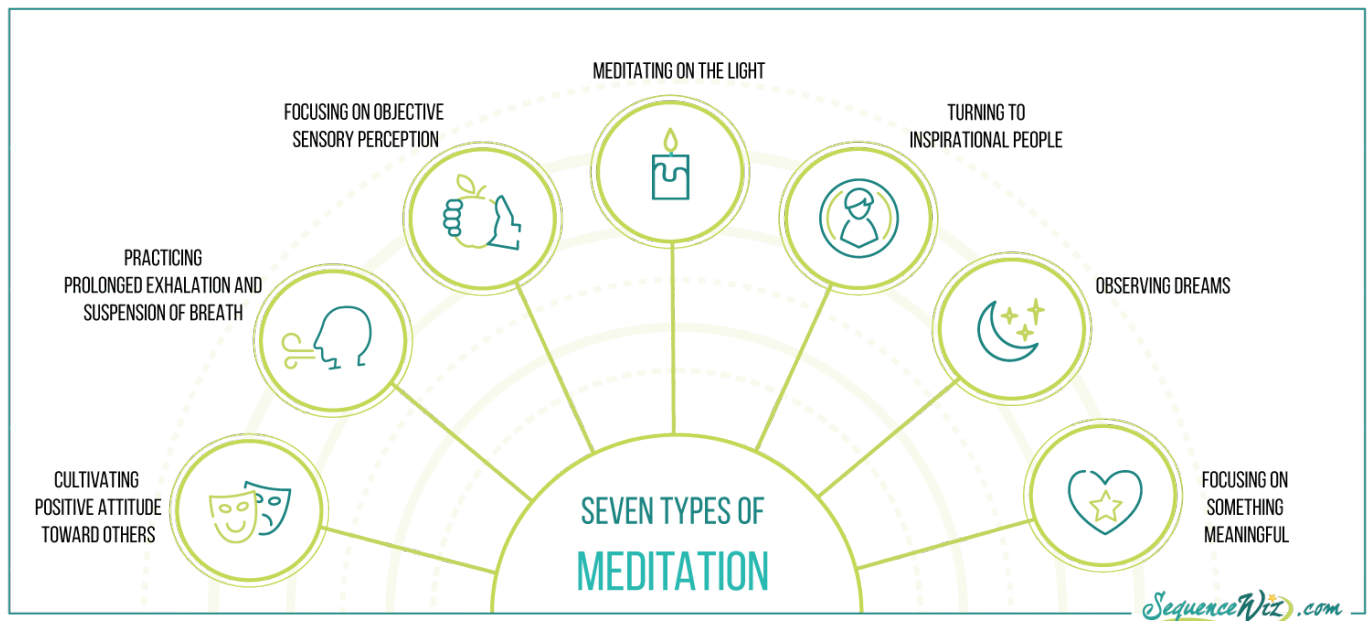 MEDITATING ON THE LIGHT
FOCUSING ON OBJECTIVE
SENSORY PERCEPTION
TURNING TO
INSPIRATIONAL PEOPLE
PRACTICING
PROLONGED EXHALATION AND
SUSPENSION OF BREATH
OBSERVING DREAMS
CULTIVATING
POSITIVE ATTITUDE
TOWARD OTHERS
FOCUSING ON
SOMETHING
MEANINGFUL
SEVEN TYPES OF
MEDITATION
SequenceWiz.com